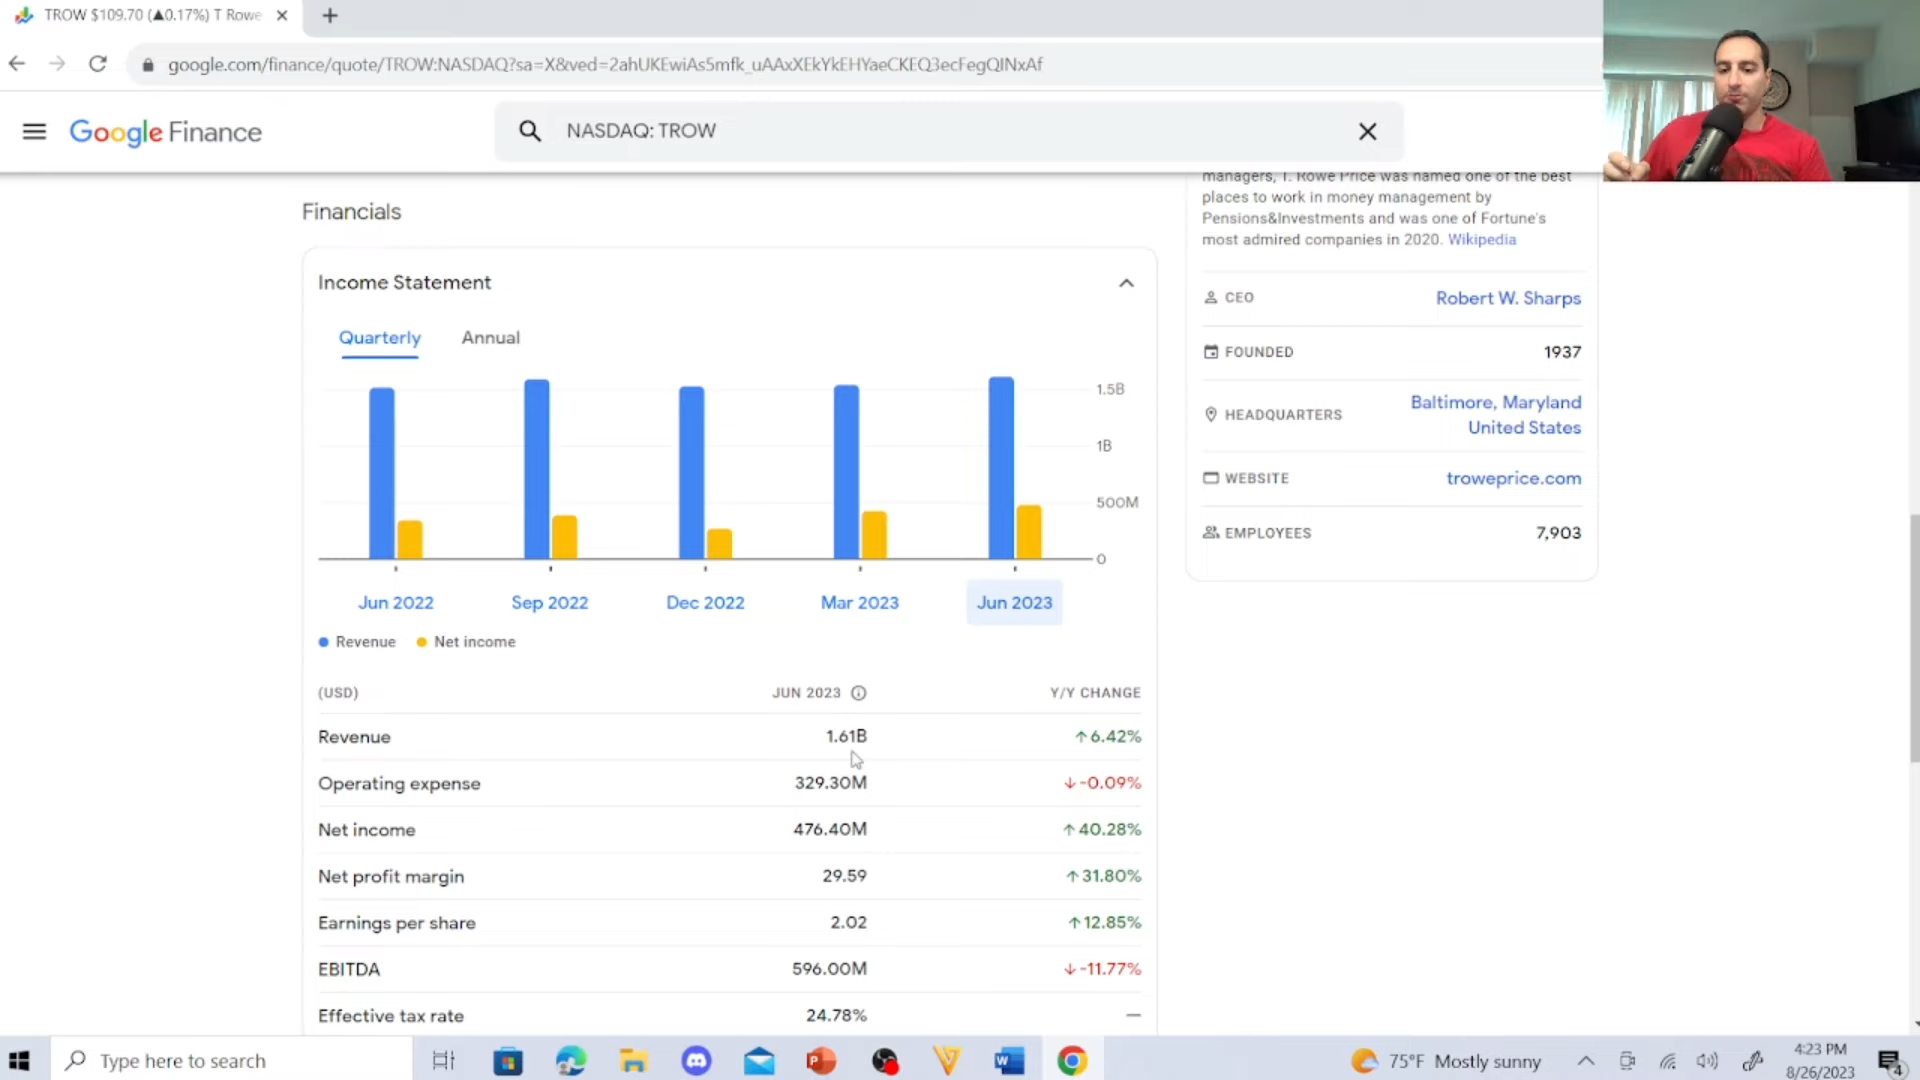 TROW $109.70 (▲0.17%) T Rowe
google.com/finance/quote/TROW:NASDAQ?sa=X&ved=2ahUKEwiAs5mfk_uAAxXEkYkEHYaeCKEQ3ecFegQINxAf
Google Finance
NASDAQ: TROW
managers, T. Rowe Price was named one of the best
places to work in money management by
Pensions&Investments and was one of Fortune's
most admired companies in 2020. Wikipedia
CEO Robert W. Sharps
FOUNDED 1937
HEADQUARTERS Baltimore, Maryland
United States
WEBSITE troweprice.com
EMPLOYEES 7,903
Financials
Income Statement
Quarterly Annual
1.5B
1B
500M
0
Jun 2022 Sep 2022 Dec 2022 Mar 2023 Jun 2023
Revenue Net income
(USD) JUN 2023 Y/Y CHANGE
Revenue 1.61B ↑6.42%
Operating expense 329.30M ↓-0.09%
Net income 476.40M ↑40.28%
Net profit margin 29.59 ↑31.80%
Earnings per share 2.02 ↑12.85%
EBITDA 596.00M ↓-11.77%
Effective tax rate 24.78% —
Type here to search
75°F Mostly sunny
4:23 PM
8/26/2023
4